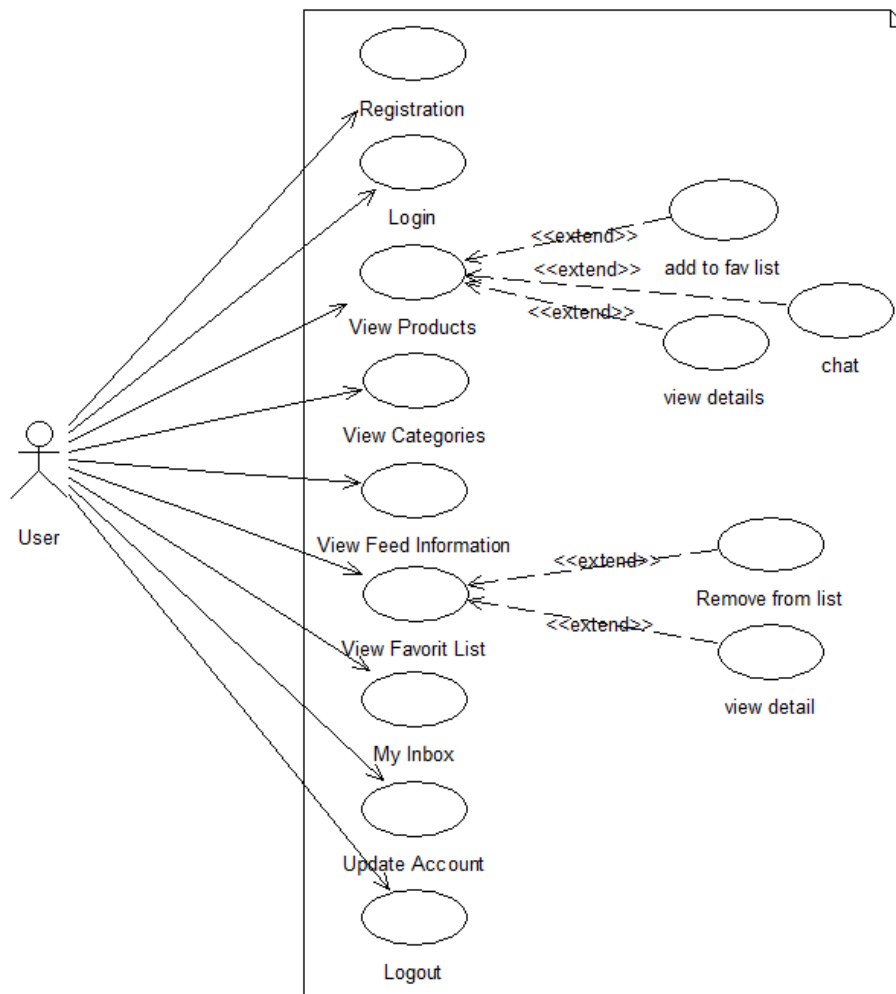 Registration
Login
<<extend>>
add to fav list
<<extend>>
<<extend>>
View Products
chat
view details
View Categories
User
View Feed Information
<<extend>>
Remove from list
<<extend>>
View Favorit List
view detail
My Inbox
Update Account
Logout